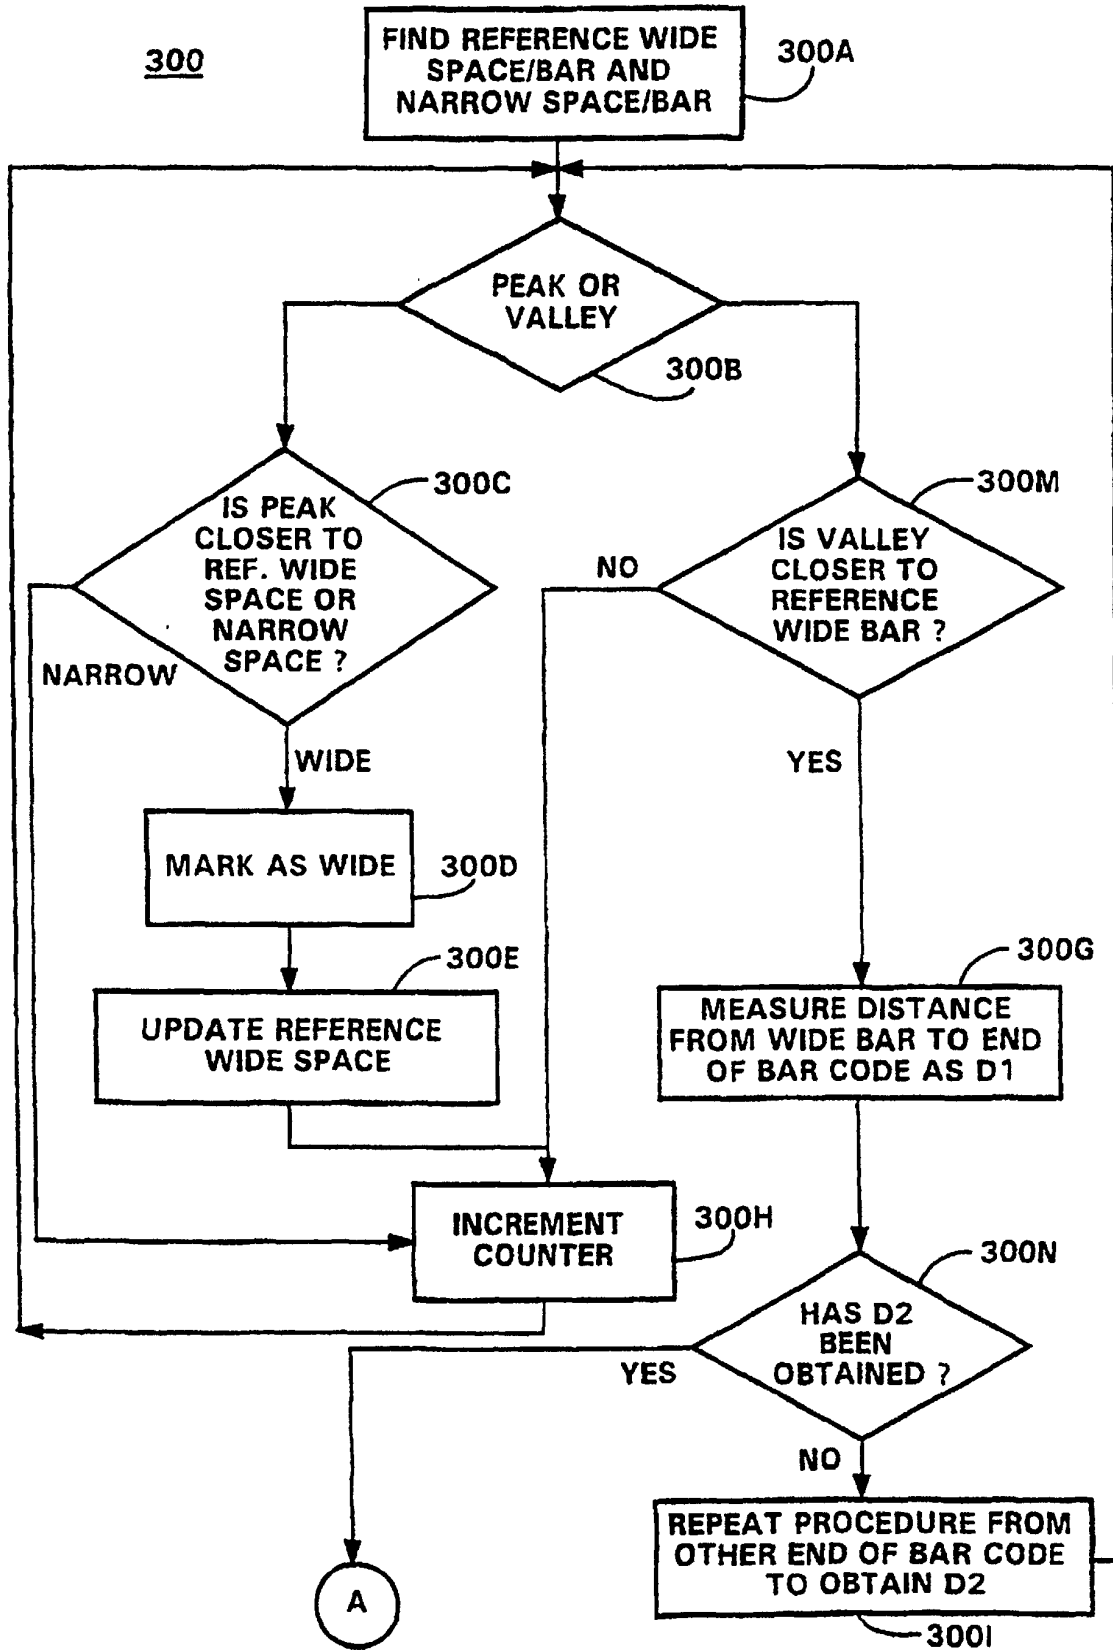 300
FIND REFERENCE WIDE
SPACE/BAR AND
NARROW SPACE/BAR
300A
PEAK OR
VALLEY
300B
IS PEAK
CLOSER TO
REF. WIDE
SPACE OR
NARROW
SPACE ?
300C
NARROW
WIDE
IS VALLEY
CLOSER TO
REFERENCE
WIDE BAR ?
300M
NO
YES
MARK AS WIDE
300D
UPDATE REFERENCE
WIDE SPACE
300E
MEASURE DISTANCE
FROM WIDE BAR TO END
OF BAR CODE AS D1
300G
INCREMENT
COUNTER
300H
HAS D2
BEEN
OBTAINED ?
300N
YES
NO
REPEAT PROCEDURE FROM
OTHER END OF BAR CODE
TO OBTAIN D2
300I
A